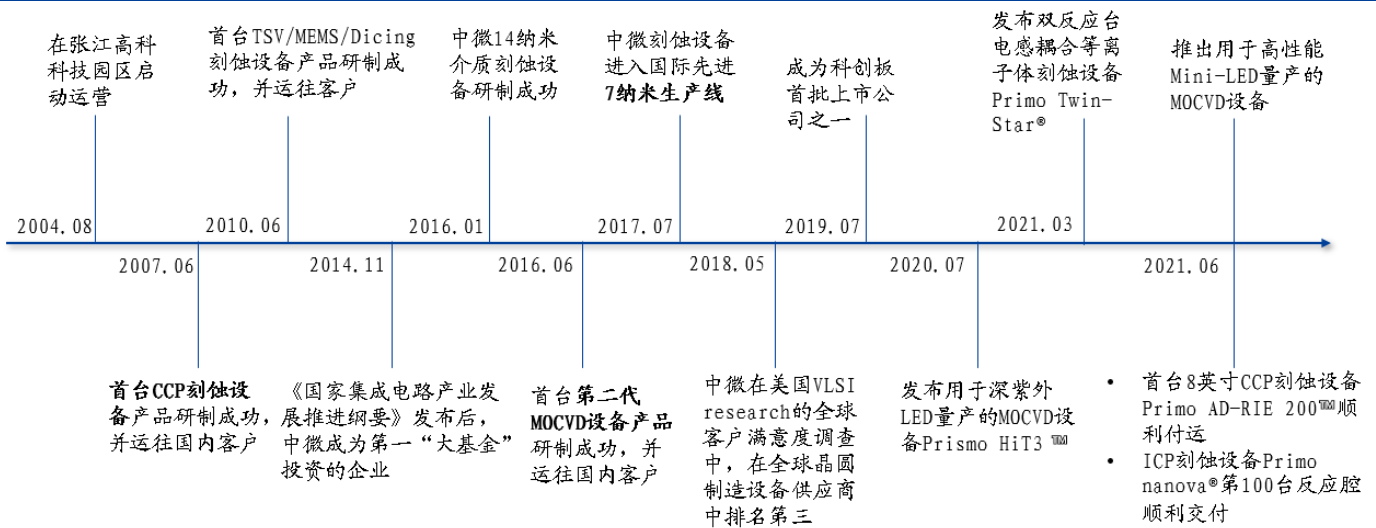 在张江高科
科技园区启
动运营
首台TSV/MEMS/Dicing
刻蚀设备产品研制成
功，并运往客户
中微14纳米
介质刻蚀设
备研制成功
中微刻蚀设备
进入国际先进
7纳米生产线
成为科创板
首批上市公
司之一
发布双反应台
电感耦合等离
子体刻蚀设备
Primo Twin-
Star®
推出用于高性能
Mini-LED量产的
MOCVD设备
2004.08
2010.06
2016.01
2017.07
2019.07
2021.03
2007.06
2014.11
2016.06
2018.05
2020.07
2021.06
首台CCP刻蚀设
备产品研制成功，
并运往国内客户
《国家集成电路产业发
展推进纲要》发布后，
中微成为第一“大基金”
投资的企业
首台第二代
MOCVD设备产品
研制成功，并
运往国内客户
中微在美国VLSI
research的全球
客户满意度调查
中，在全球晶圆
制造设备供应商
中排名第三
发布用于深紫外
LED量产的MOCVD设
备Prismo HiT3 ™
• 首台8英寸CCP刻蚀设备
Primo AD-RIE 200™顺
利付运
• ICP刻蚀设备Primo
nanova®第100台反应腔
顺利交付